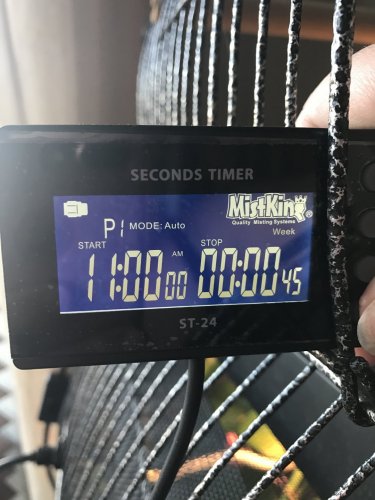 SECONDS TIMER
MistKing®
Quality Misting Systems
P1 MODE: Auto
Week
START AM STOP
11:00 00 00:00 45
ST-24